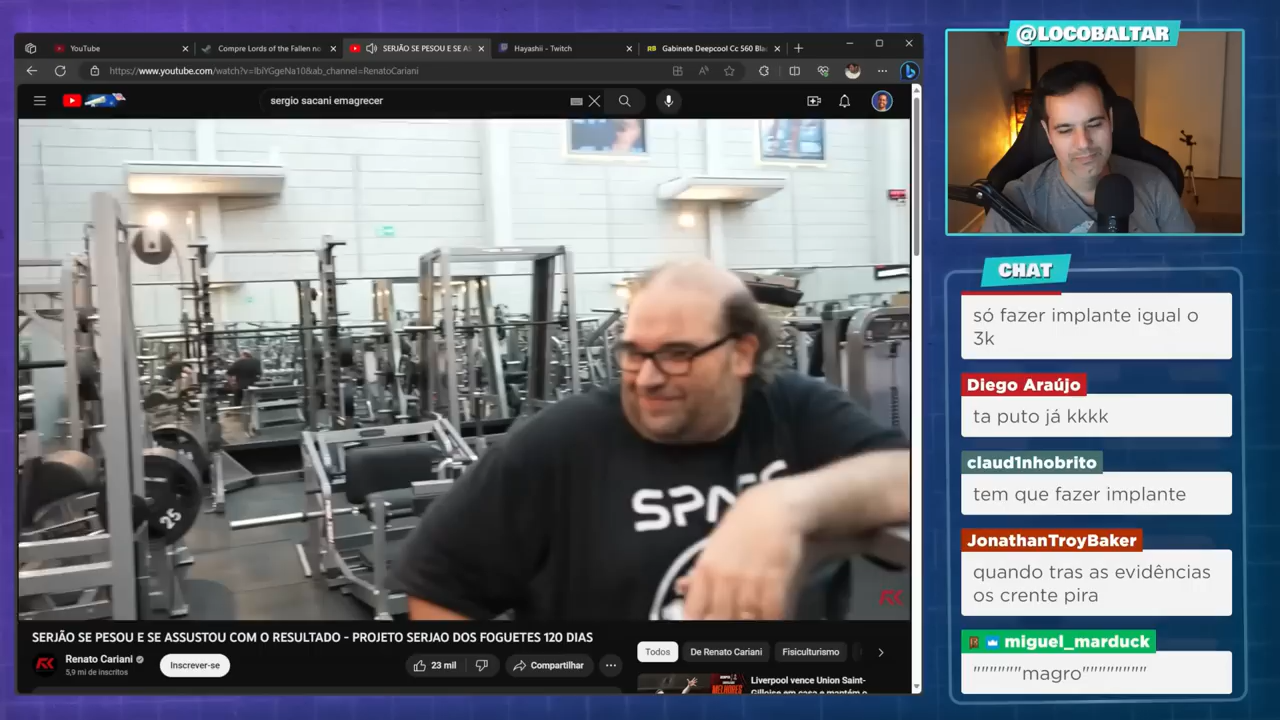 YouTube
Compre Lords of the Fallen no
SERJÃO SE PESOU E SE AS
Hayashii - Twitch
Gabinete Deepcool Cc 560 Bla
https://www.youtube.com/watch?v=IbiYGgeNa10&ab_channel=RenatoCariani
sergio sacani emagrecer
25
SPACE
RK
SERJÃO SE PESOU E SE ASSUSTOU COM O RESULTADO - PROJETO SERJAO DOS FOGUETES 120 DIAS
Renato Cariani
5,9 mi de inscritos
Inscrever-se
23 mil
Compartilhar
Todos
De Renato Cariani
Fisiculturismo
MELHORES
Liverpool vence Union Saint-
Gilloise em casa e mantém o
@LOCOBALTAR
CHAT
só fazer implante igual o
3k
Diego Araújo
ta puto já kkkk
claud1nhobrito
tem que fazer implante
JonathanTroyBaker
quando tras as evidências
os crente pira
miguel_marduck
""""""magro"""""""